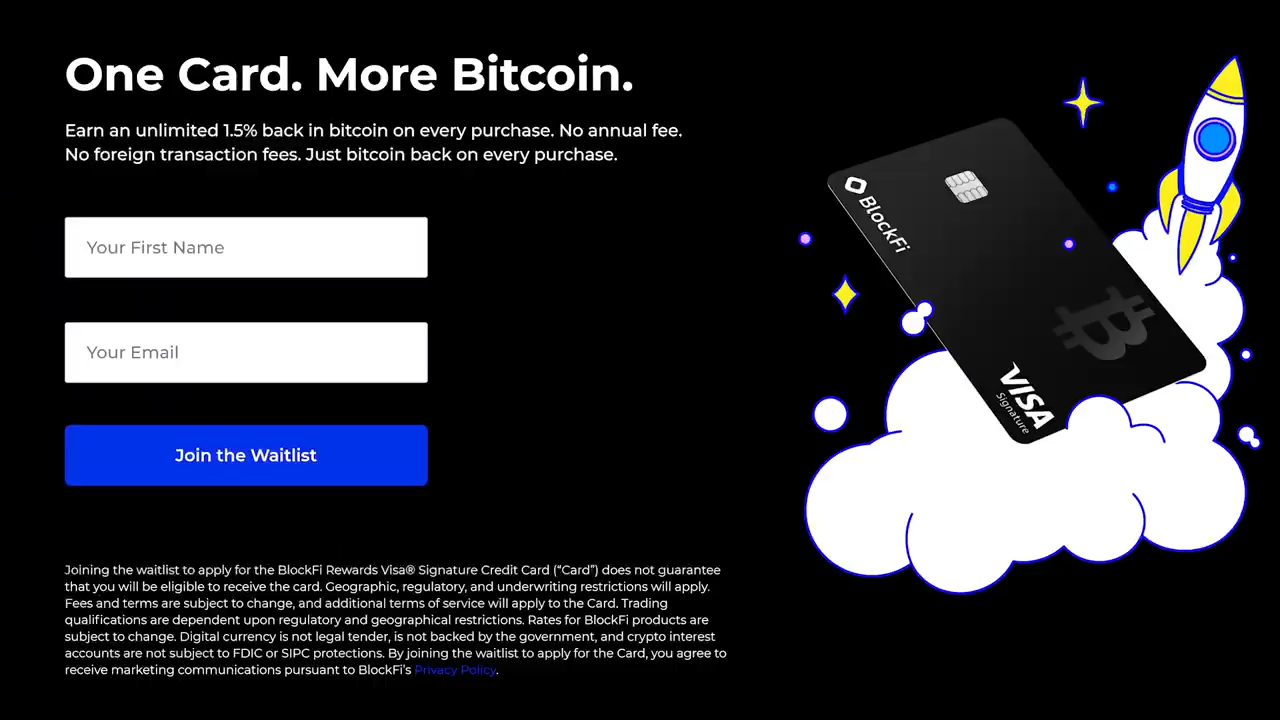 One Card. More Bitcoin.
Earn an unlimited 1.5% back in bitcoin on every purchase. No annual fee.
No foreign transaction fees. Just bitcoin back on every purchase.
Your First Name
Your Email
Join the Waitlist
Joining the waitlist to apply for the BlockFi Rewards Visa® Signature Credit Card (“Card”) does not guarantee
that you will be eligible to receive the card. Geographic, regulatory, and underwriting restrictions will apply.
Fees and terms are subject to change, and additional terms of service will apply to the Card. Trading
qualifications are dependent upon regulatory and geographical restrictions. Rates for BlockFi products are
subject to change. Digital currency is not legal tender, is not backed by the government, and crypto interest
accounts are not subject to FDIC or SIPC protections. By joining the waitlist to apply for the Card, you agree to
receive marketing communications pursuant to BlockFi’s Privacy Policy.
BlockFi
VISA
Signature